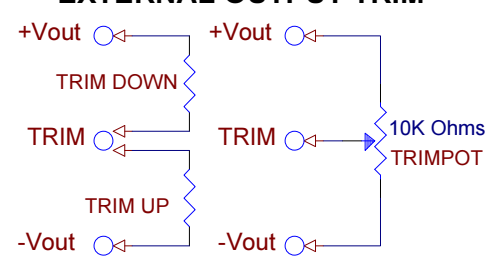 EXTERNAL OUTPUT TRIM
+Vout
+Vout
TRIM DOWN
TRIM
TRIM
10K Ohms
TRIMPOT
TRIM UP
-Vout
-Vout